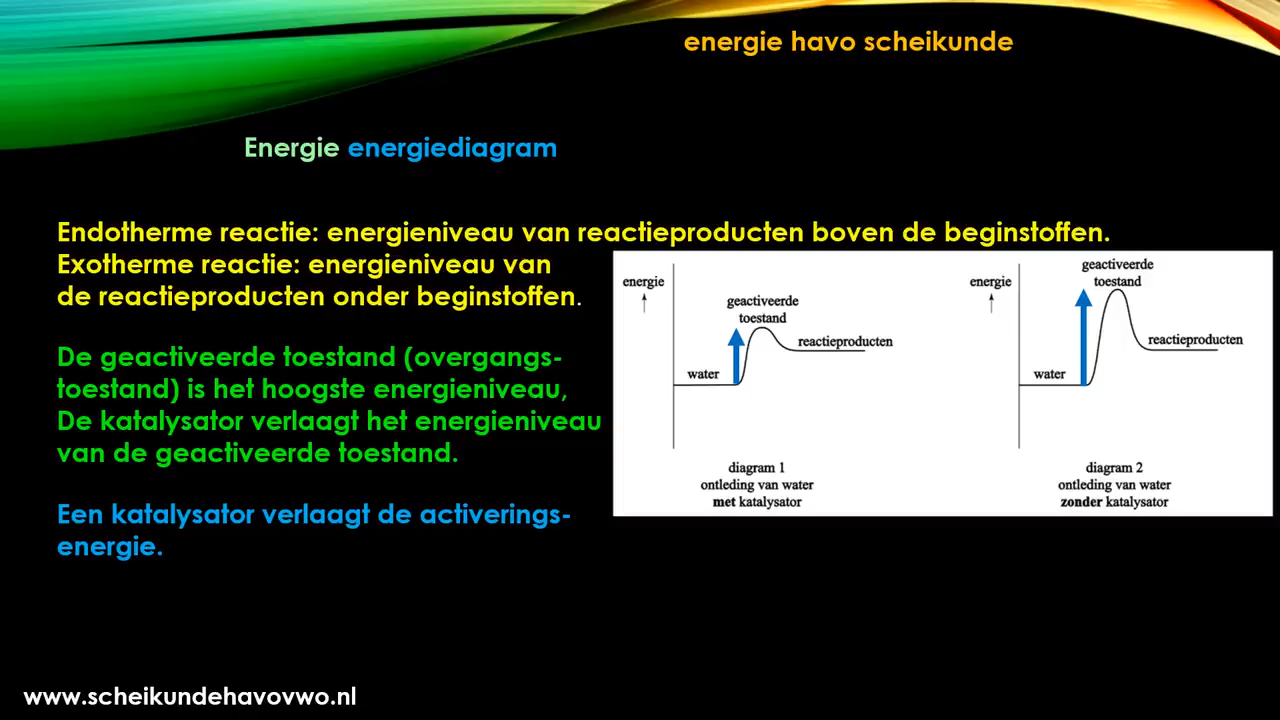 energie havo scheikunde
Energie energiediagram
Endotherme reactie: energieniveau van reactieproducten boven de beginstoffen.
Exotherme reactie: energieniveau van
de reactieproducten onder beginstoffen.
De geactiveerde toestand (overgangs-
toestand) is het hoogste energieniveau,
De katalysator verlaagt het energieniveau
van de geactiveerde toestand.
Een katalysator verlaagt de activerings-
energie.
energie
geactiveerde
toestand
reactieproducten
water
diagram 1
ontleding van water
met katalysator
energie
geactiveerde
toestand
reactieproducten
water
diagram 2
ontleding van water
zonder katalysator
www.scheikundehavovwo.nl